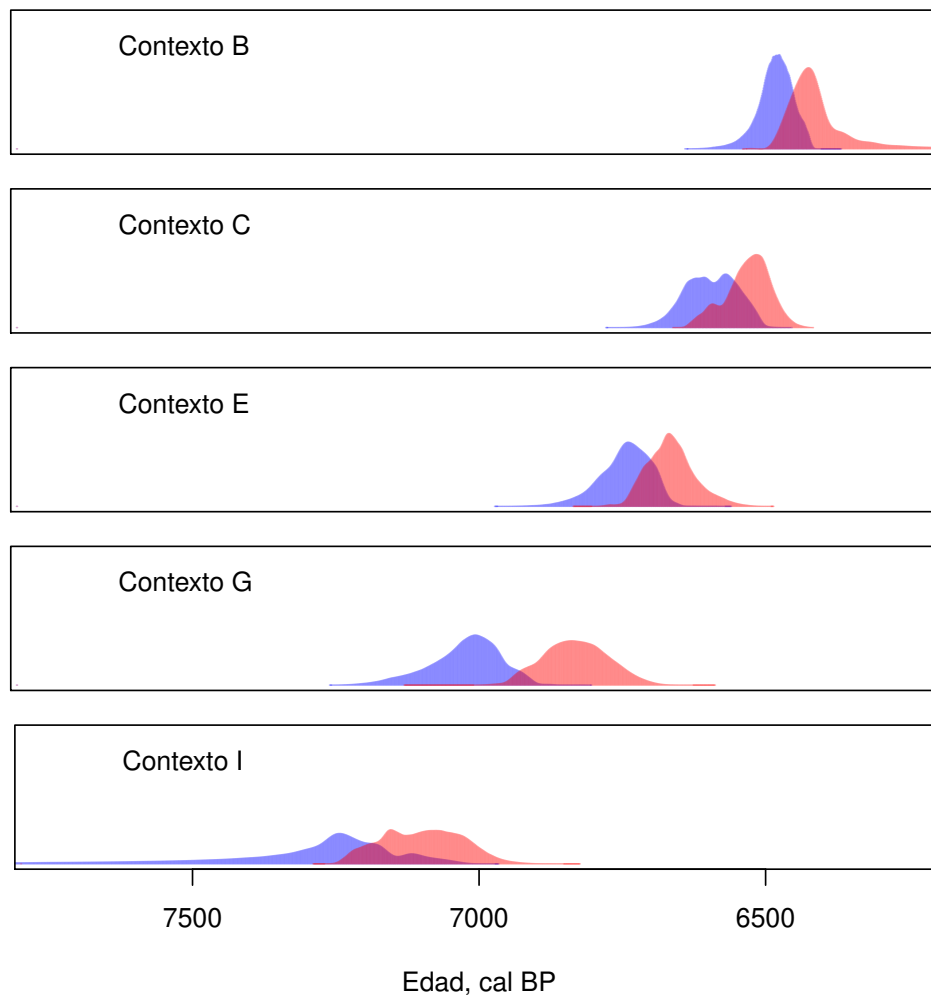 Contexto B
Contexto C
Contexto E
Contexto G
Contexto I
7500 7000 6500
Edad, cal BP